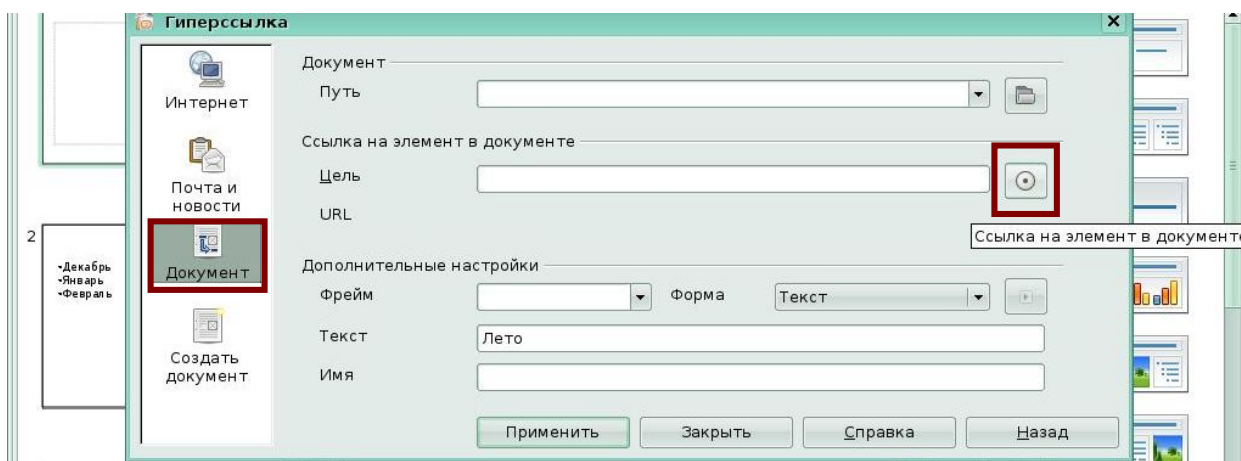 Гиперссылка
Интернет
Почта и
новости
Документ
Создать
документ
Документ
Путь
Ссылка на элемент в документе
Цель
URL
Ссылка на элемент в документе
Дополнительные настройки
Фрейм
Форма
Текст
Текст
Лето
Имя
Применить
Закрыть
Справка
Назад
2
Декабрь
Январь
Февраль